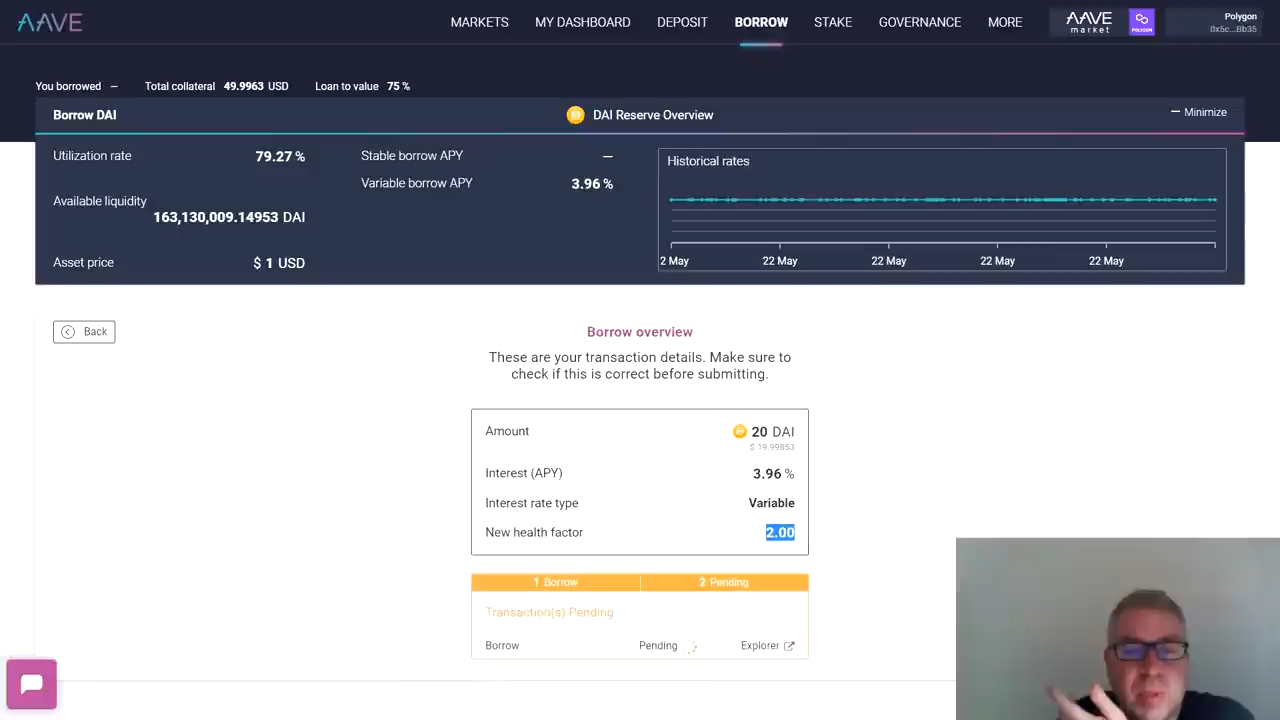 AAVE
MARKETS MY DASHBOARD DEPOSIT BORROW STAKE GOVERNANCE MORE
AAVE
market
POLYGON
Polygon
0x5c...Bb35
You borrowed – Total collateral 49.9963 USD Loan to value 75 %
Borrow DAI
DAI Reserve Overview
— Minimize
Utilization rate 79.27 %
Stable borrow APY —
Variable borrow APY 3.96 %
Available liquidity
163,130,009.14953 DAI
Asset price $ 1 USD
Historical rates
2 May 22 May 22 May 22 May 22 May
Back
Borrow overview
These are your transaction details. Make sure to
check if this is correct before submitting.
Amount 20 DAI
$ 19.99853
Interest (APY) 3.96 %
Interest rate type Variable
New health factor 2.00
1 Borrow 2 Pending
Transaction(s) Pending
Borrow Pending Explorer